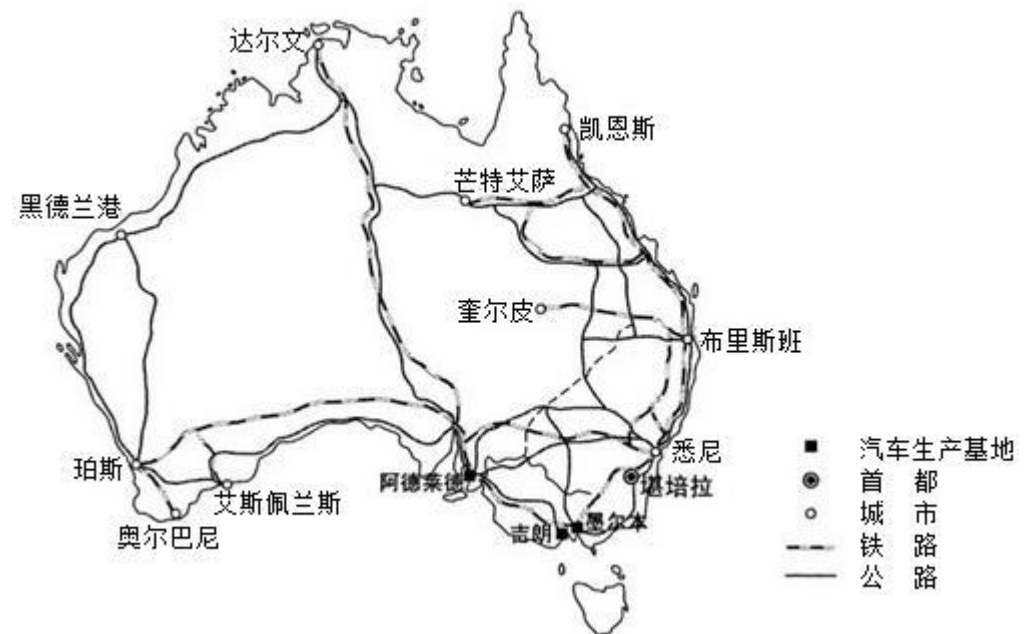 达尔文
凯恩斯
芒特艾萨
黑德兰港
奎尔皮
布里斯班
珀斯
阿德莱德
悉尼
堪培拉
艾斯佩兰斯
奥尔巴尼
吉朗
墨尔本
汽车生产基地
首 都
城 市
铁 路
公 路